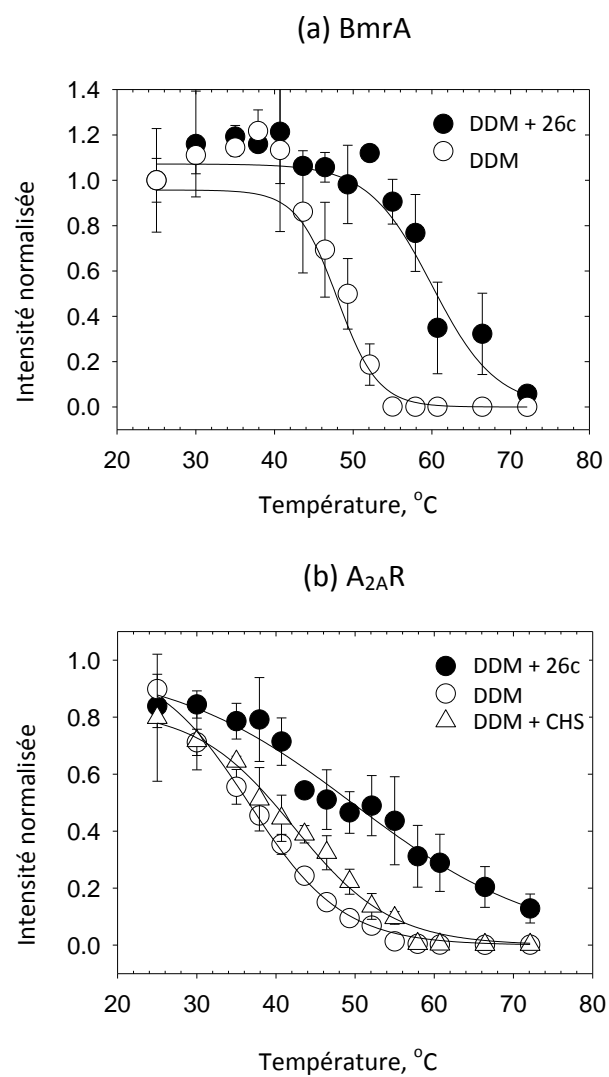 (a) BmrA
1.4
1.2
1.0
0.8
0.6
0.4
0.2
0.0
Intensité normalisée
DDM + 26c
DDM
20 30 40 50 60 70 80
Température, °C
(b) A2AR
1.0
0.8
0.6
0.4
0.2
0.0
Intensité normalisée
DDM + 26c
DDM
DDM + CHS
20 30 40 50 60 70 80
Température, °C